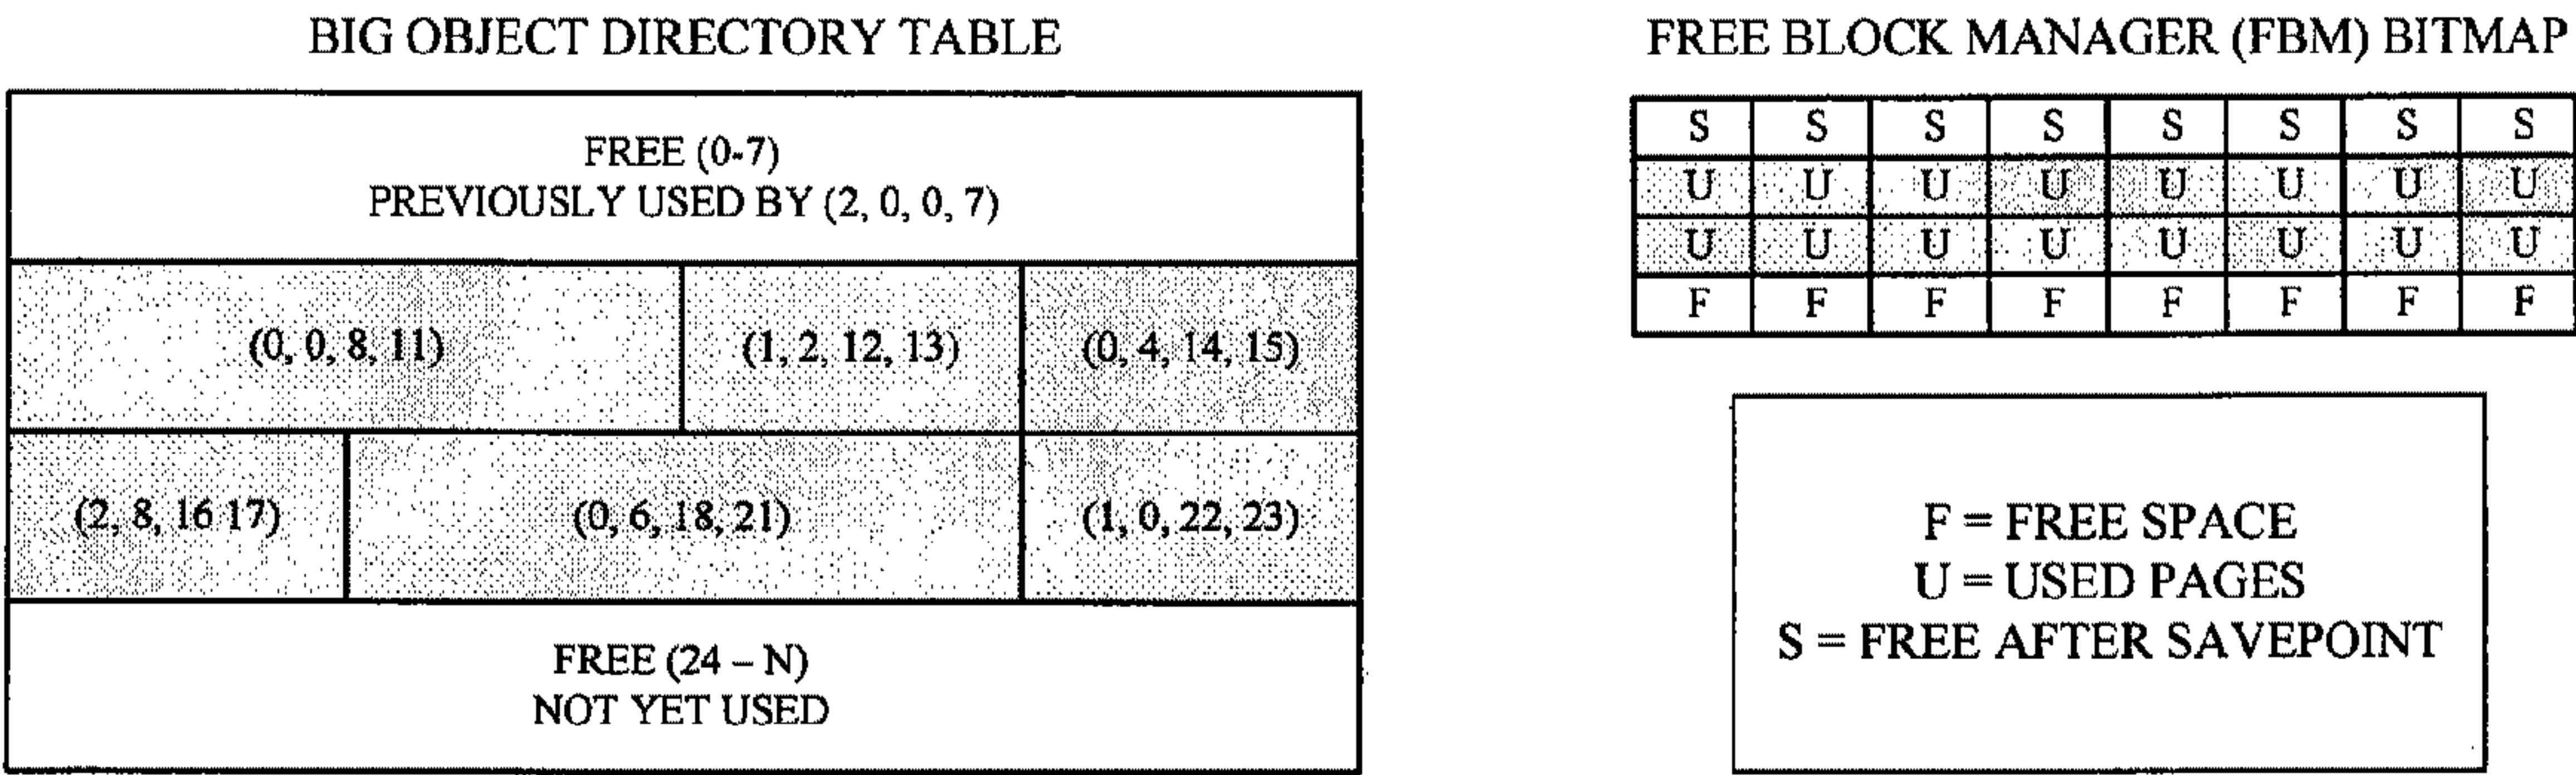 BIG OBJECT DIRECTORY TABLE
FREE (0-7)
PREVIOUSLY USED BY (2, 0, 0, 7)
(0, 0, 8, 11)
(1, 2, 12, 13)
(0, 4, 14, 15)
(2, 8, 16 17)
(0, 6, 18, 21)
(1, 0, 22, 23)
FREE (24 – N)
NOT YET USED
FREE BLOCK MANAGER (FBM) BITMAP
S S S S S S S S
U U U U U U U U
U U U U U U U U
F F F F F F F F
F = FREE SPACE
U = USED PAGES
S = FREE AFTER SAVEPOINT